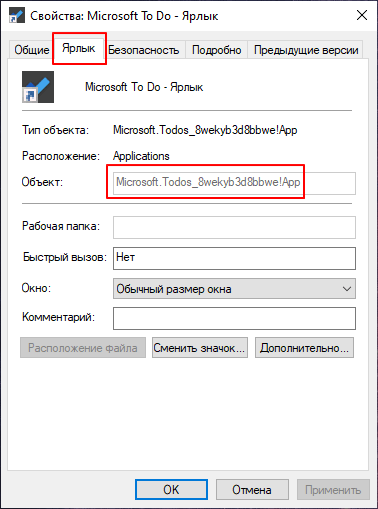 Свойства: Microsoft To Do - Ярлык
Общие Ярлык Безопасность Подробно Предыдущие версии
Microsoft To Do - Ярлык
Тип объекта: Microsoft.Todos_8wekyb3d8bbwe!App
Расположение: Applications
Объект: Microsoft.Todos_8wekyb3d8bbwe!App
Рабочая папка:
Быстрый вызов: Нет
Окно: Обычный размер окна
Комментарий:
Расположение файла Сменить значок... Дополнительно...
OK Отмена Применить